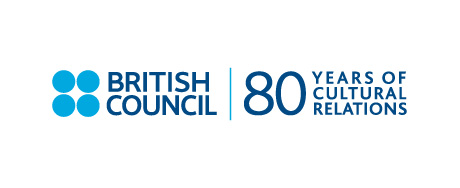 BRITISH
COUNCIL
80
YEARS OF
CULTURAL
RELATIONS